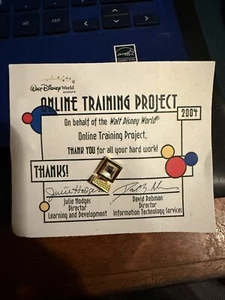 Walt Disney World
ONLINE TRAINING PROJECT
2004
On behalf of the Walt Disney World®
Online Training Project,
THANK YOU for all your hard work!
THANKS!
Julie Hodges
Director
Learning and Development
David Debman
Director
Information Technology Services